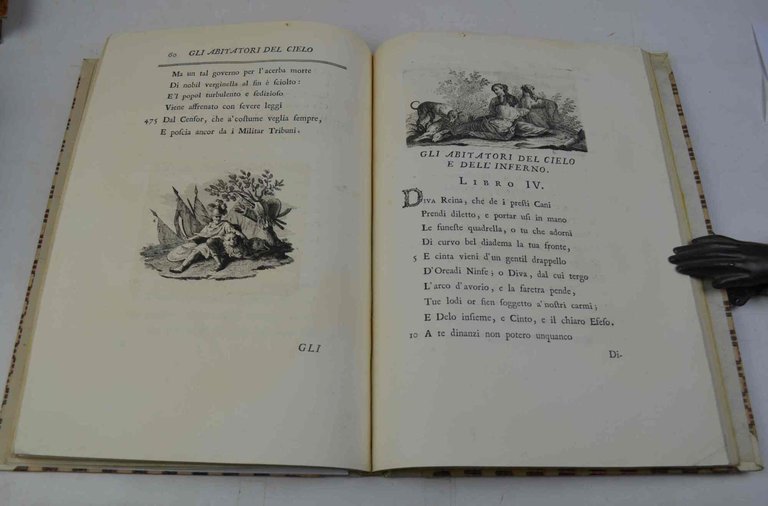 60 GLI ABITATORI DEL CIELO
Ma un tal governo per l'acerba morte
Di nobil verginella al fin è sciolto:
E'l popol turbulento e sedizioso
Viene affrenato con severe leggi
475 Dal Censor, che a'costume veglia sempre,
E poscia ancor da i Militar Tribuni.
GLI
GLI ABITATORI DEL CIELO
E DELL'INFERNO.
LIBRO IV.
DIVA Reina, che de i presti Cani
Prendi diletto, e portar usi in mano
Le funeste quadrella, o tu che adorni
Di curvo bel diadema la tua fronte,
5 E cinta vieni d'un gentil drappello
D'Oreadi Ninfe; o Diva, dal cui tergo
L'arco d'avorio, e la faretra pende,
Tue lodi or sien soggetto a'nostri carmi;
E Delo insieme, e Cinto, e il chiaro Efeso.
10 A te dinanzi non potero unquanco
Di-